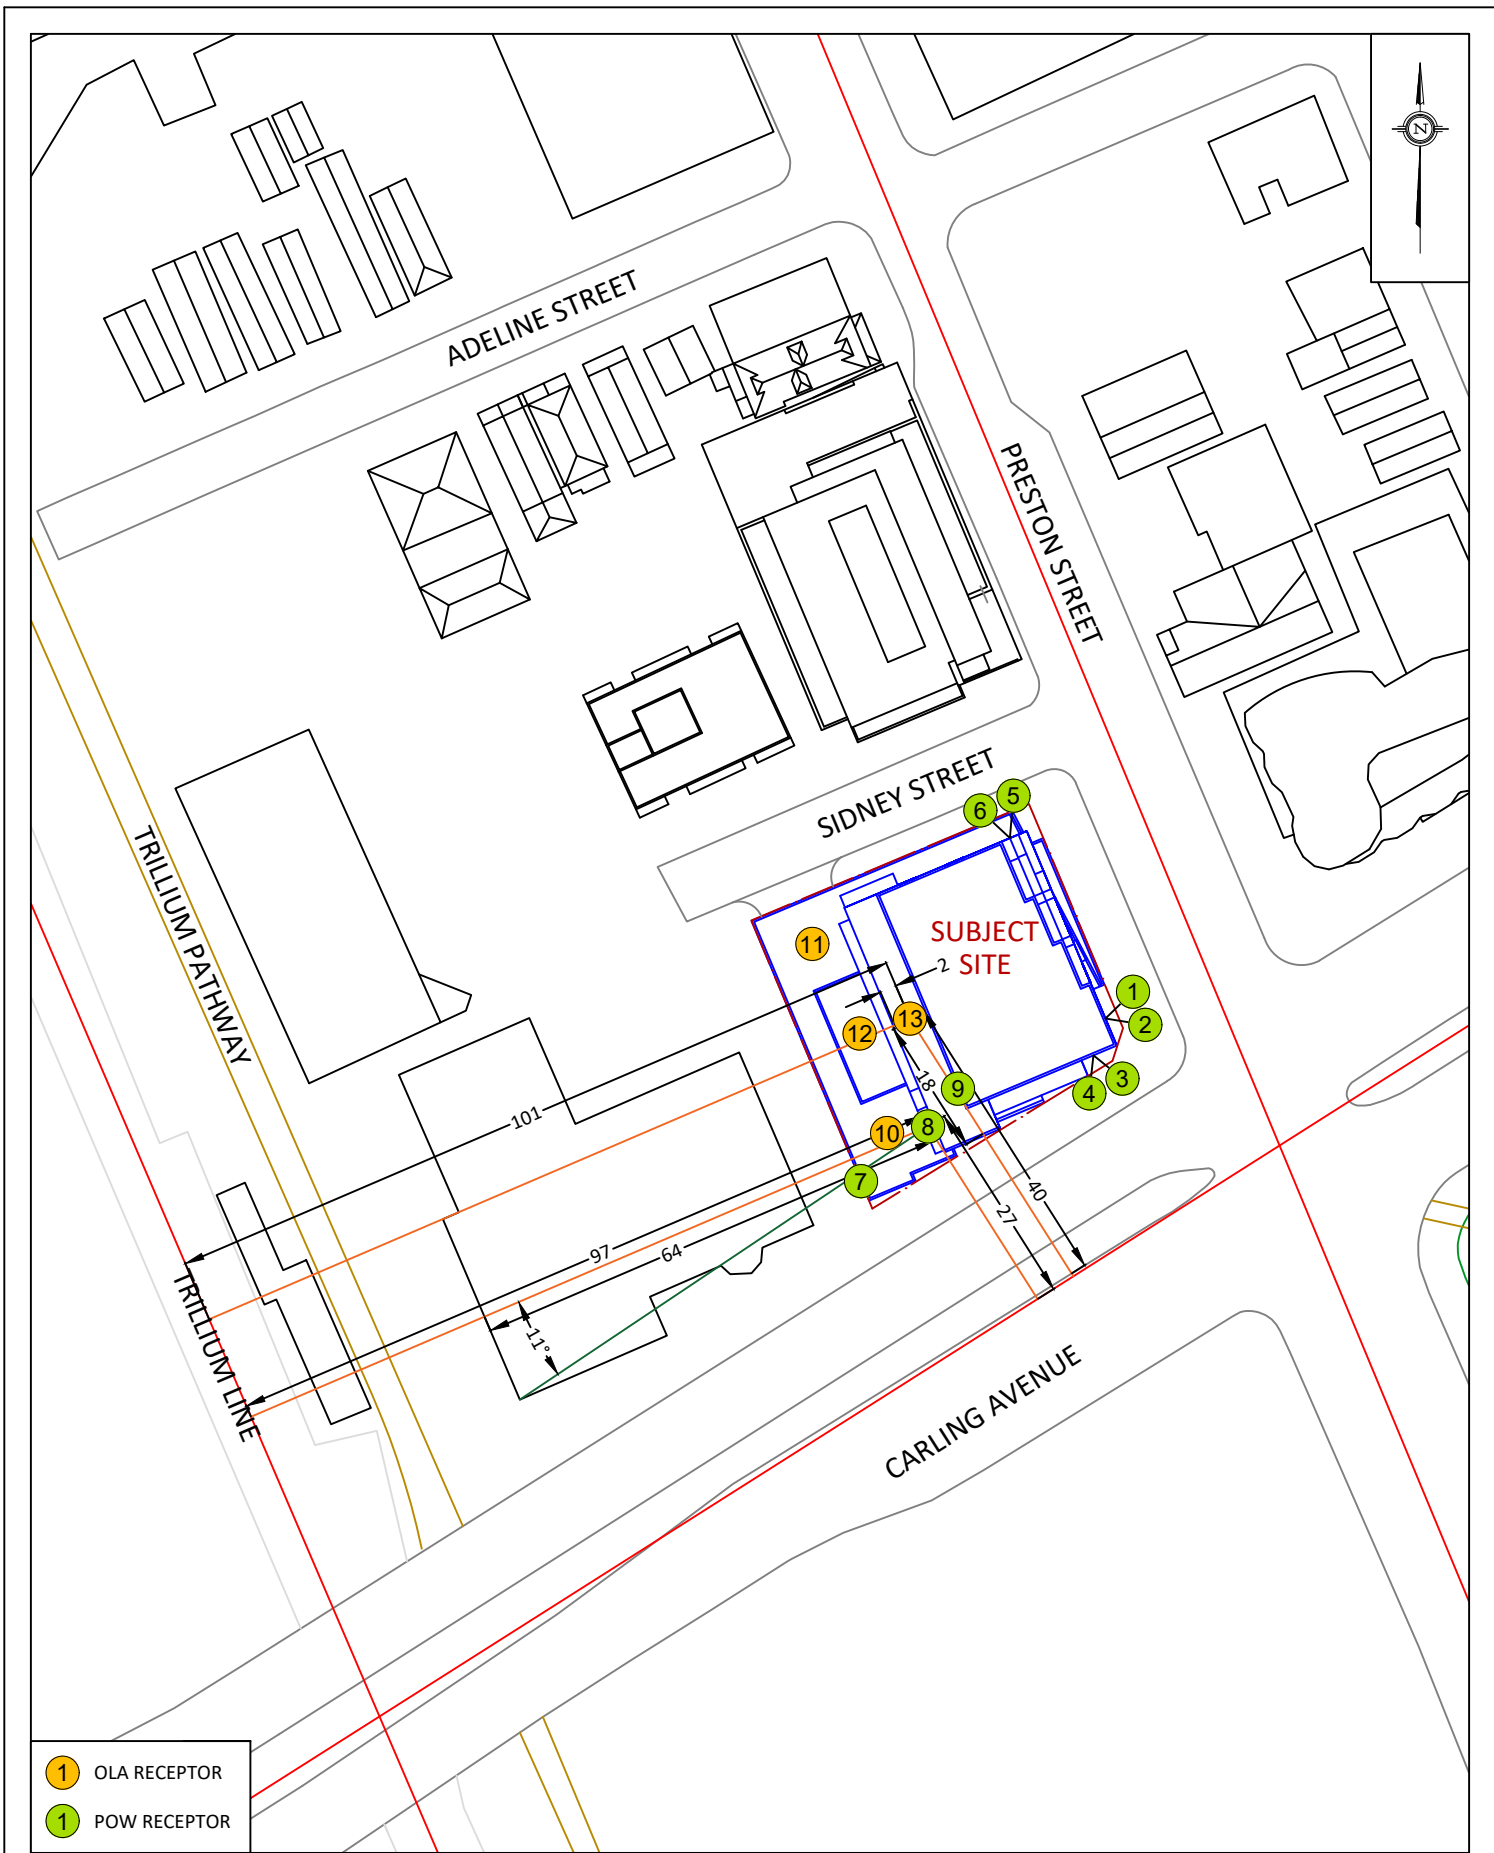 N
ADELINE STREET
PRESTON STREET
SIDNEY STREET
TRILLIUM PATHWAY
5
6
SUBJECT
SITE
11
2
1
2
13
12
18
9
3
4
8
10
7
101
40
27
97
64
11°
TRILLIUM LINE
CARLING AVENUE
1 OLA RECEPTOR
1 POW RECEPTOR